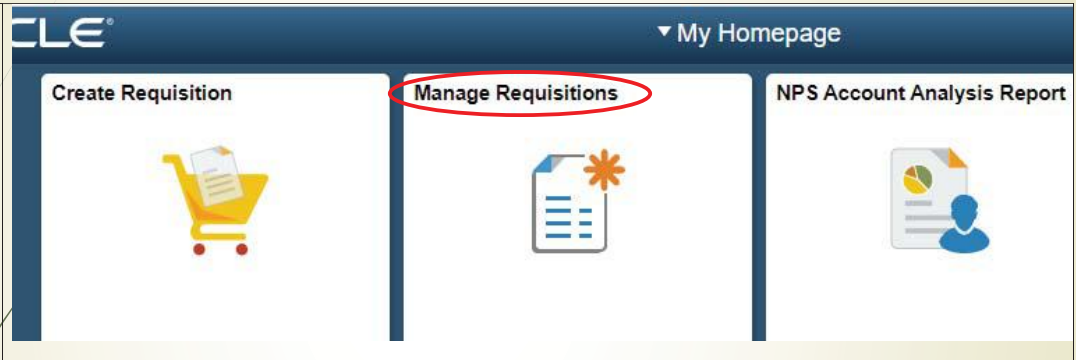 CLE®
▼ My Homepage
Create Requisition
Manage Requisitions
NPS Account Analysis Report